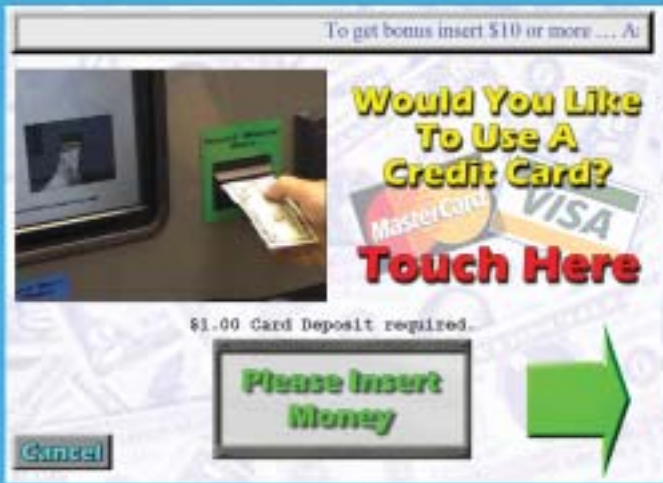 To get bonus insert $10 or more .... A
Would You Like
To Use A
Credit Card?
MasterCard
VISA
Touch Here
$1.00 Card Deposit required.
Please Insert
Money
Cancel